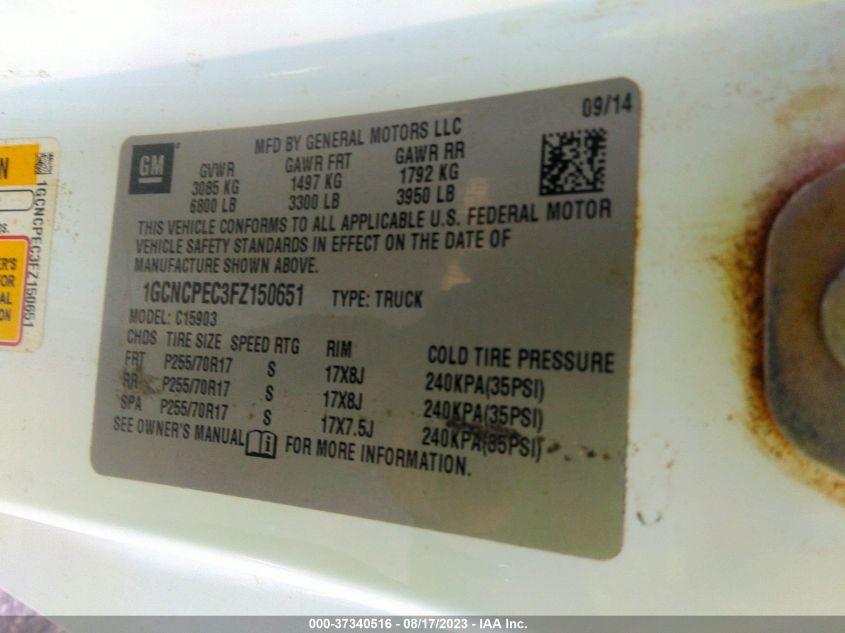 09/14
MFD BY GENERAL MOTORS LLC
GM
GVWR GAWR FRT GAWR RR
3085 KG 1497 KG 1792 KG
6800 LB 3300 LB 3950 LB
THIS VEHICLE CONFORMS TO ALL APPLICABLE U.S. FEDERAL MOTOR
VEHICLE SAFETY STANDARDS IN EFFECT ON THE DATE OF
MANUFACTURE SHOWN ABOVE.
1GCNCPEC3FZ150651 TYPE: TRUCK
MODEL: C15903
CHDS TIRE SIZE SPEED RTG RIM COLD TIRE PRESSURE
FRT P255/70R17 S 17X8J 240KPA(35PSI)
RR P255/70R17 S 17X8J 240KPA(35PSI)
SPA P255/70R17 S 17X7.5J 240KPA(35PSI)
SEE OWNER'S MANUAL FOR MORE INFORMATION.
N
s.
ER'S
FOR
AL
ON
1GCNCPEC3FZ150651
000-37340516 - 08/17/2023 - IAA Inc.